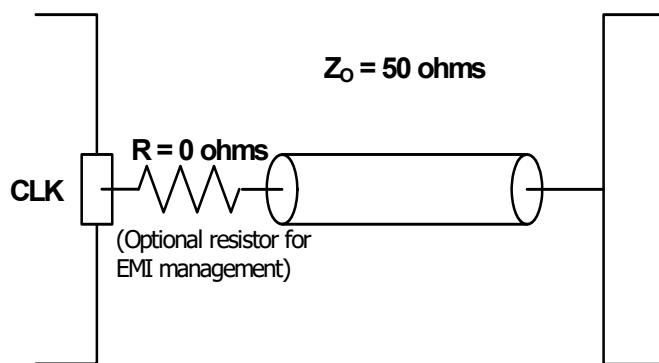 Zo = 50 ohms
R = 0 ohms
CLK
(Optional resistor for
EMI management)